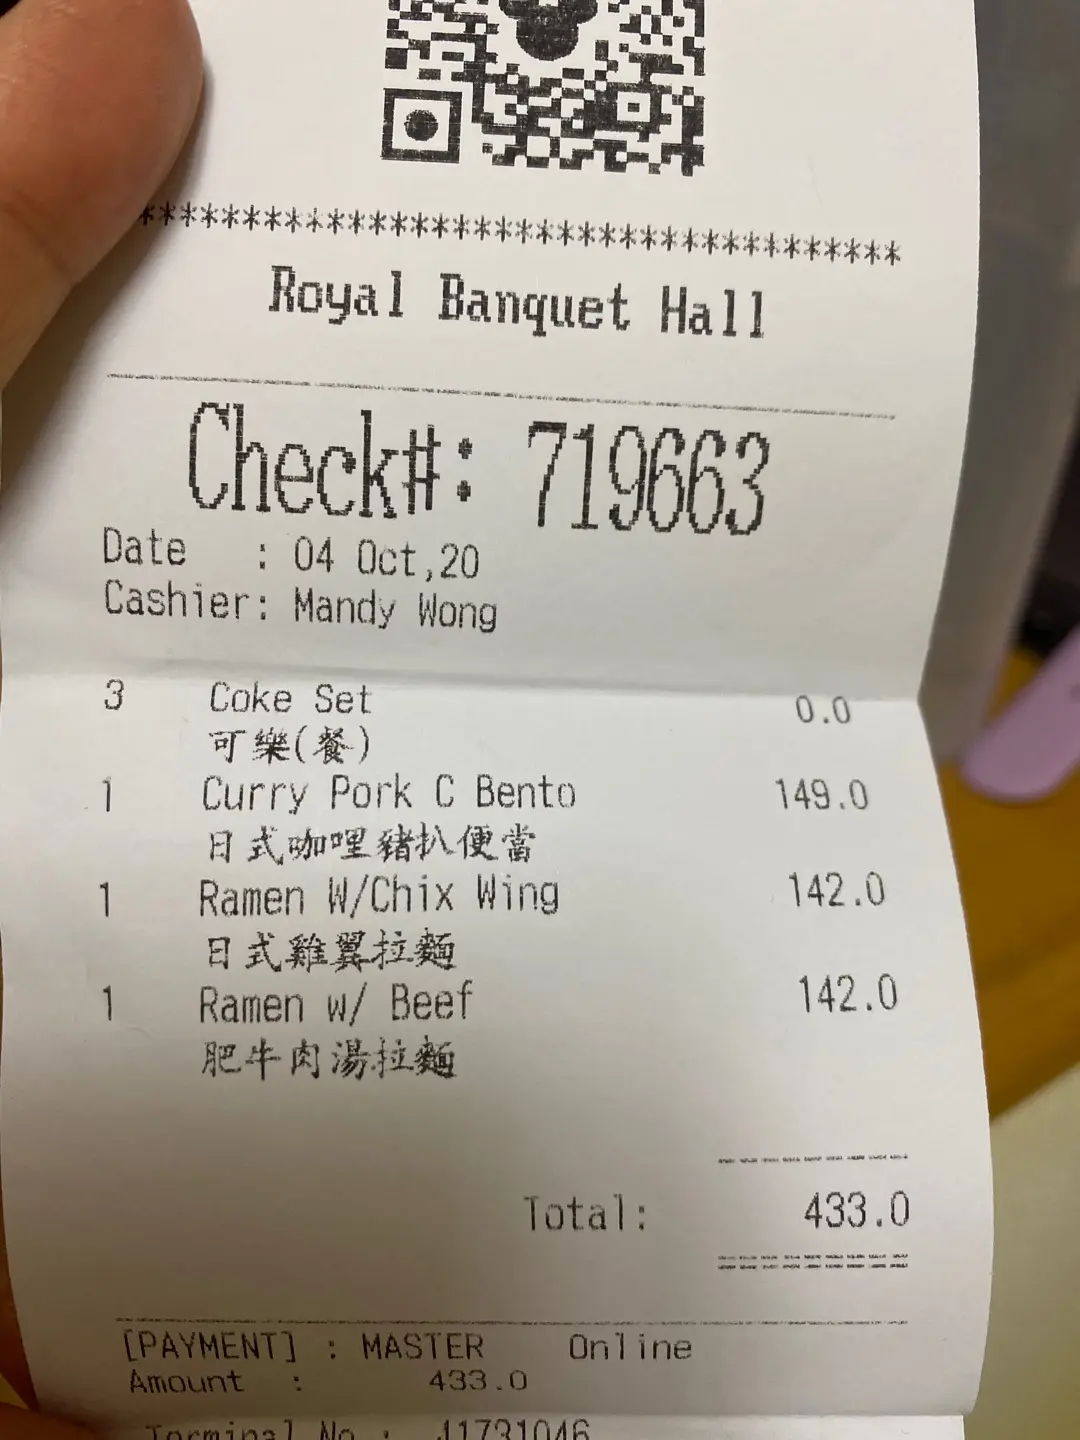 ****************************************
Royal Banquet Hall
Check#: 719663
Date : 04 Oct,20
Cashier: Mandy Wong
3 Coke Set 0.0
可樂(餐)
1 Curry Pork C Bento 149.0
日式咖哩豬扒便當
1 Ramen W/Chix Wing 142.0
日式雞翼拉麵
1 Ramen w/ Beef 142.0
肥牛肉湯拉麵
Total: 433.0
[PAYMENT] : MASTER Online
Amount : 433.0
Terminal No : J1731046